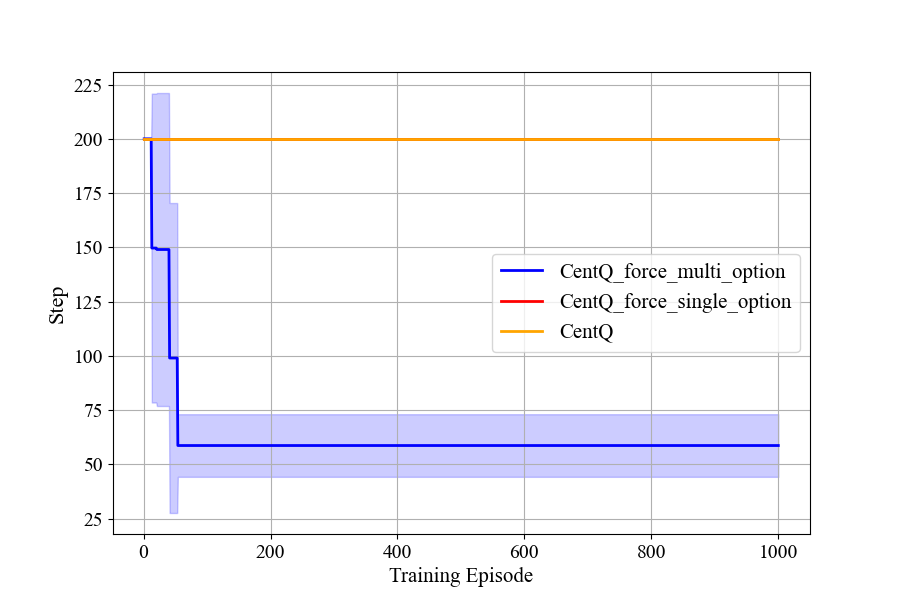 225
200
175
150
125
100
75
50
25
Step
CentQ_force_multi_option
CentQ_force_single_option
CentQ
0 200 400 600 800 1000
Training Episode